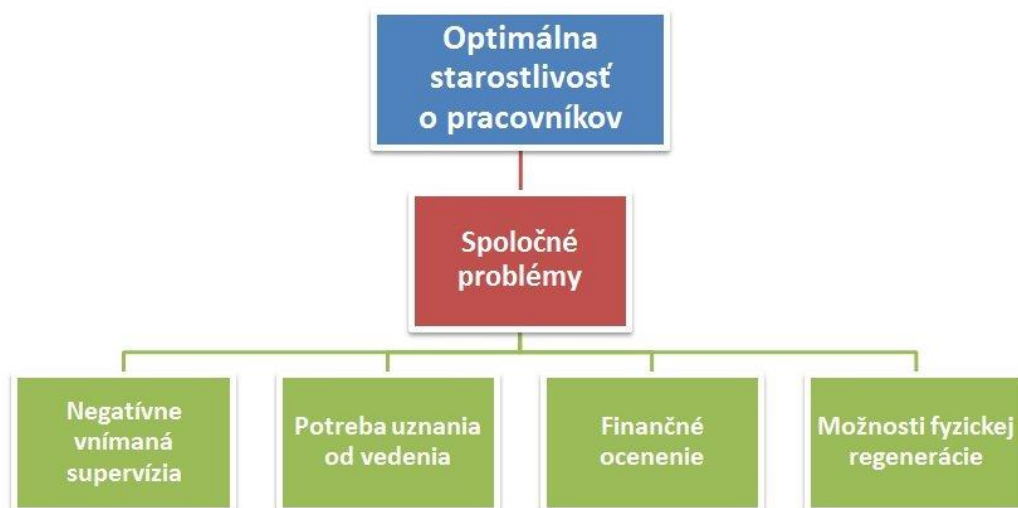 Optimálna
starostlivosť
o pracovníkov
Spoločné
problémy
Negatívne
vnímaná
supervízia
Potreba uznania
od vedenia
Finančné
ocenenie
Možnosti fyzickej
regenerácie